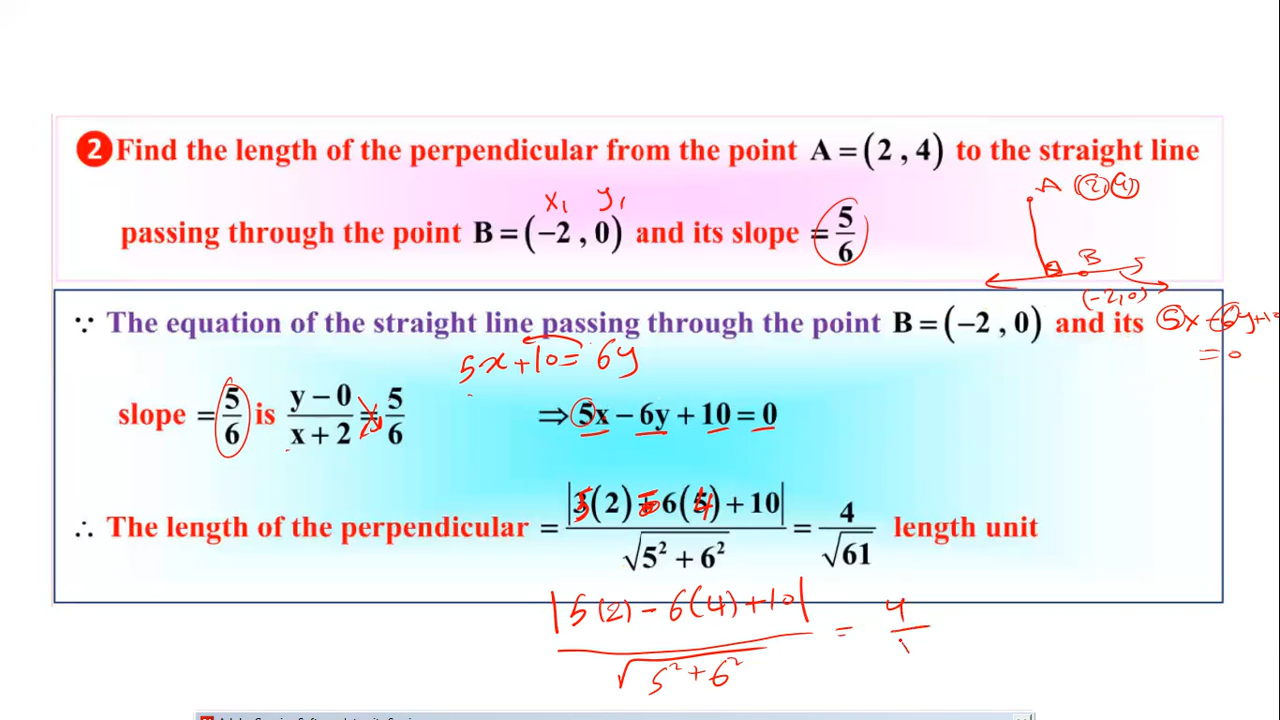 2 Find the length of the perpendicular from the point A = (2 , 4) to the straight line
A (2,4)
x₁ y₁
passing through the point B = (−2 , 0) and its slope = 5/6
B
(−2,0)
∵ The equation of the straight line passing through the point B = (−2 , 0) and its
5x − 6y +
= 0
5x + 10 = 6y
slope = 5/6 is (y − 0)/(x + 2) = 5/6 ⇒ 5x − 6y + 10 = 0
∴ The length of the perpendicular = |5(2) − 6(4) + 10| / √(5² + 6²) = 4/√61 length unit
|5(2) − 6(4) + 10| / √(5² + 6²) = 4